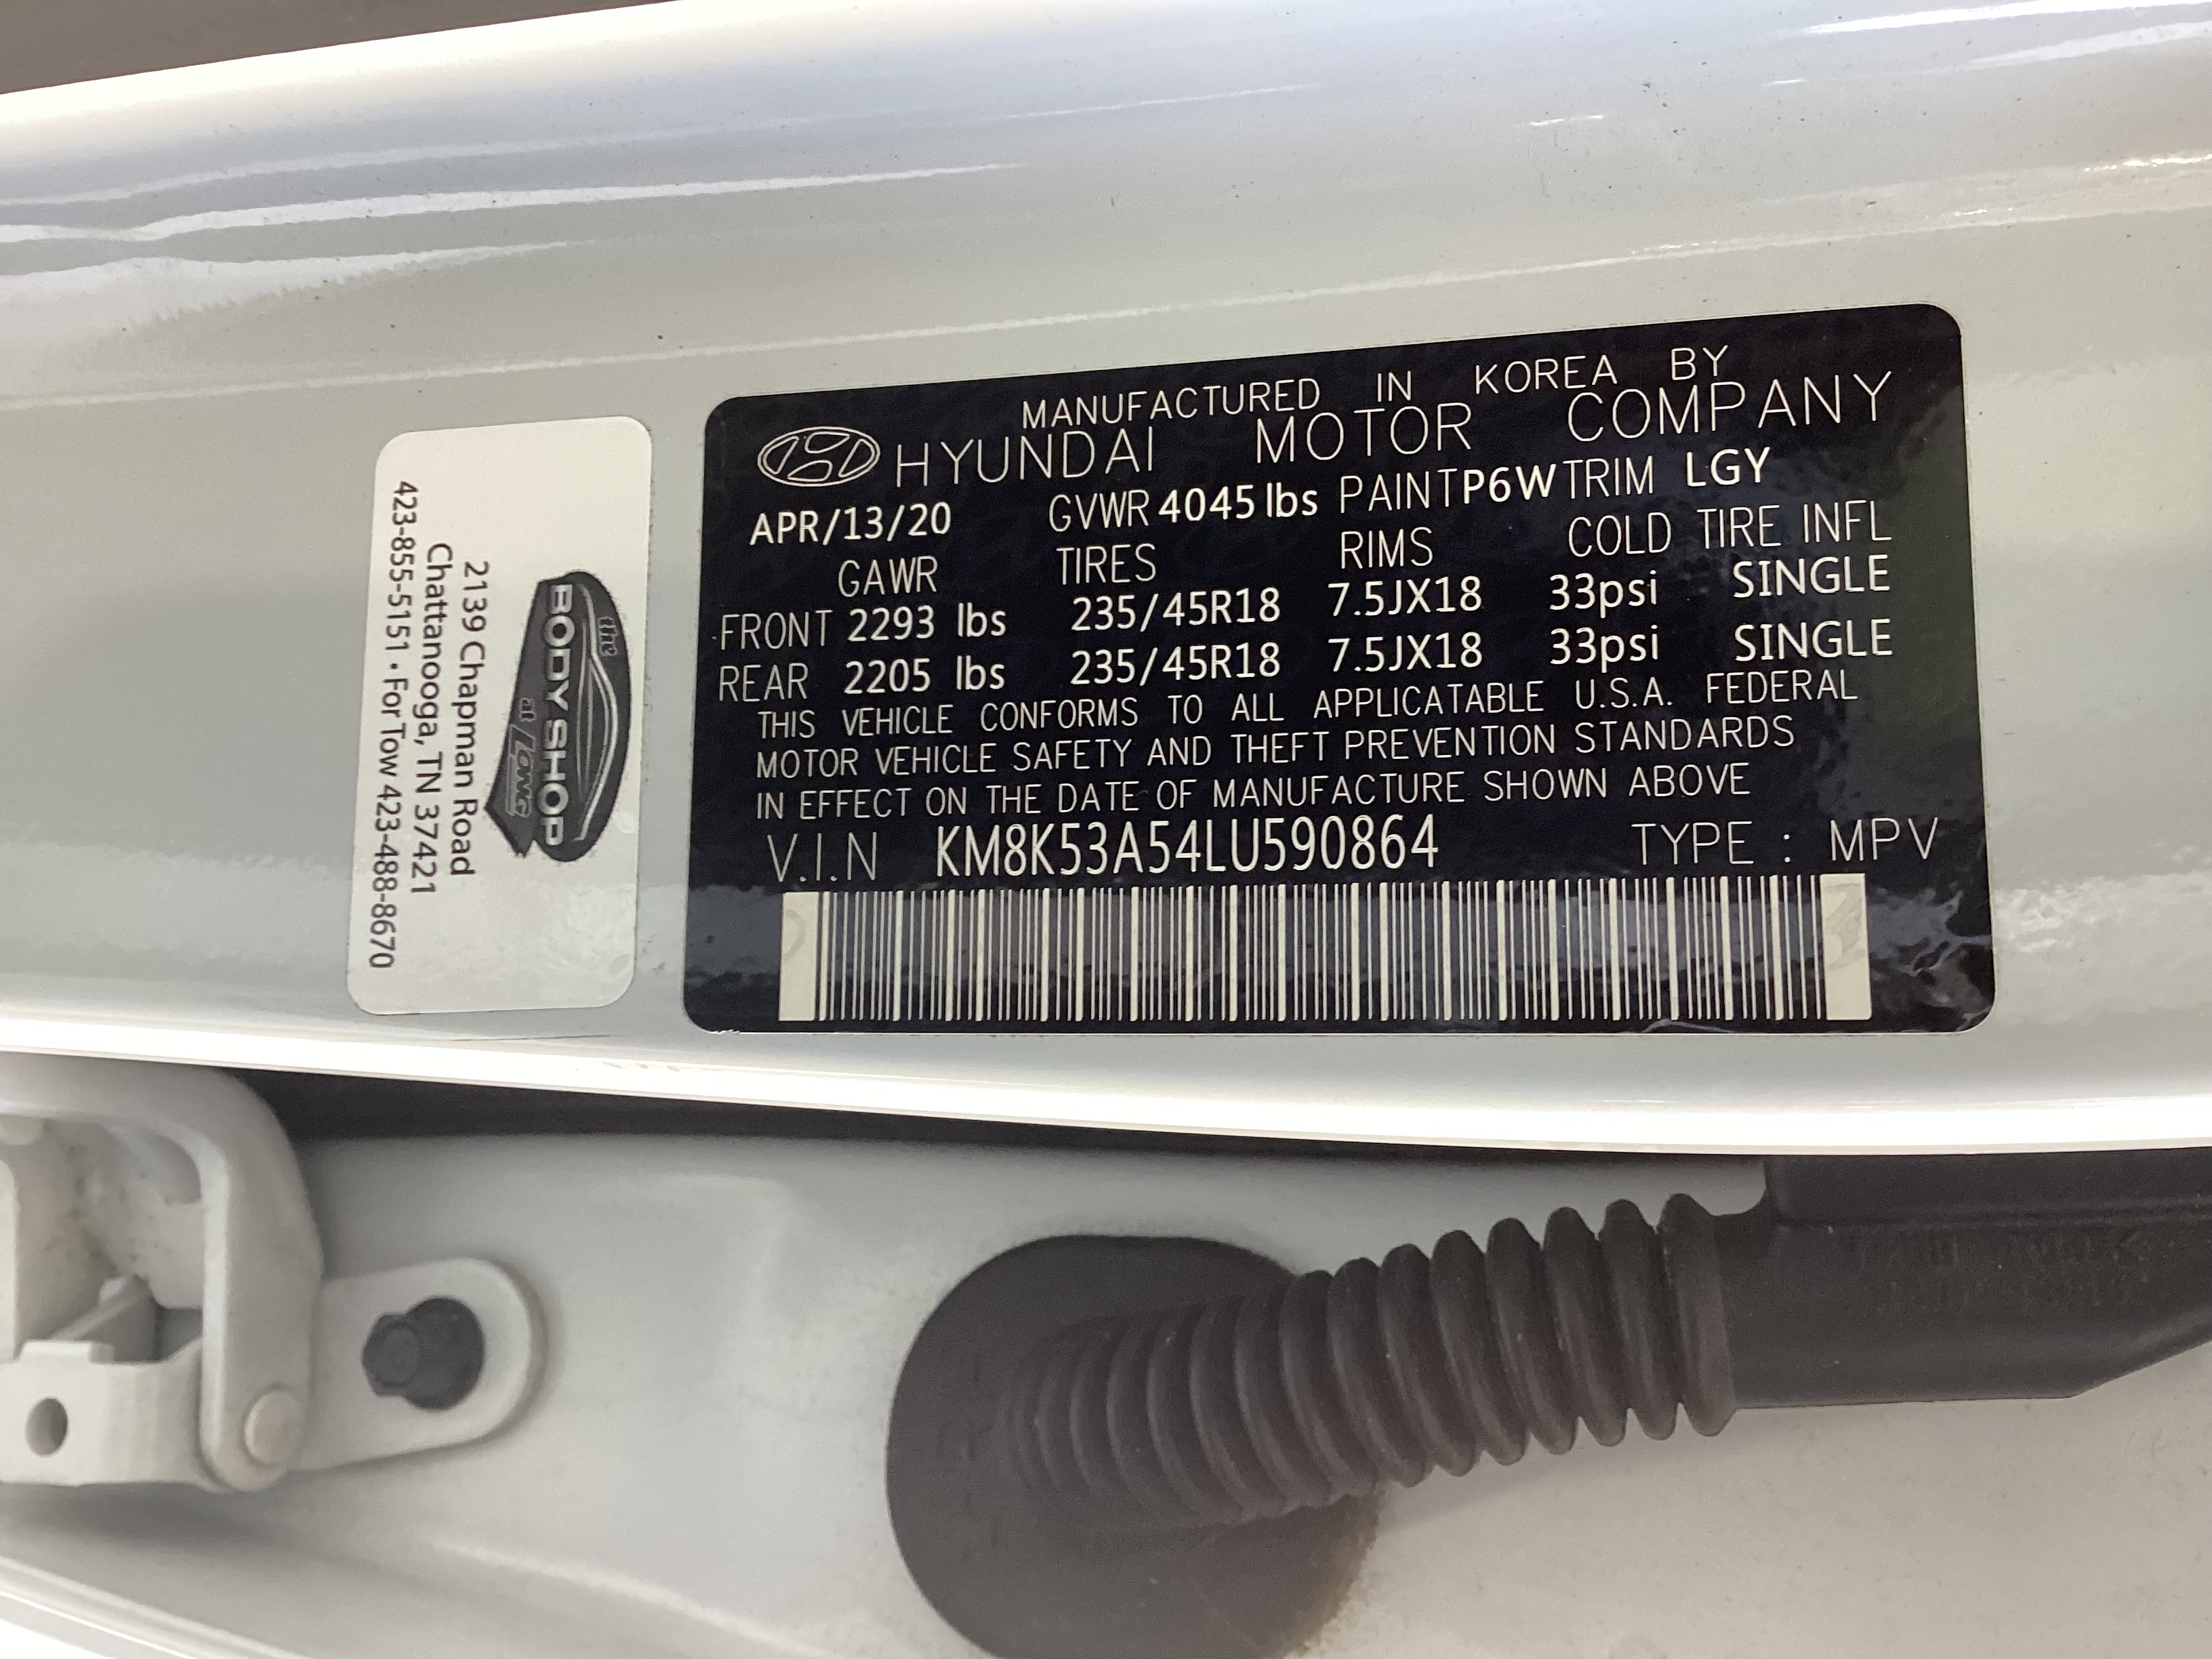 MANUFACTURED IN KOREA BY
HYUNDAI MOTOR COMPANY
APR/13/20 GVWR 4045 lbs PAINT P6W TRIM LGY
GAWR TIRES RIMS COLD TIRE INFL
FRONT 2293 lbs 235/45R18 7.5JX18 33psi SINGLE
REAR 2205 lbs 235/45R18 7.5JX18 33psi SINGLE
THIS VEHICLE CONFORMS TO ALL APPLICATABLE U.S.A. FEDERAL
MOTOR VEHICLE SAFETY AND THEFT PREVENTION STANDARDS
IN EFFECT ON THE DATE OF MANUFACTURE SHOWN ABOVE
V.I.N KM8K53A54LU590864 TYPE : MPV
the
BODY SHOP
at LONG
2139 Chapman Road
Chattanooga, TN 37421
423-855-5151 • For Tow 423-488-8670